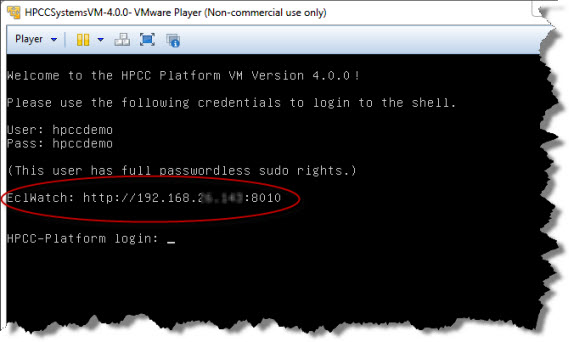 HPCCSystemsVM-4.0.0- VMware Player (Non-commercial use only)
Player
Welcome to the HPCC Platform VM Version 4.0.0!
Please use the following credentials to login to the shell.
User: hpccdemo
Pass: hpccdemo
(This user has full passwordless sudo rights.)
EclWatch: http://192.168.2 :8010
HPCC-Platform login: _